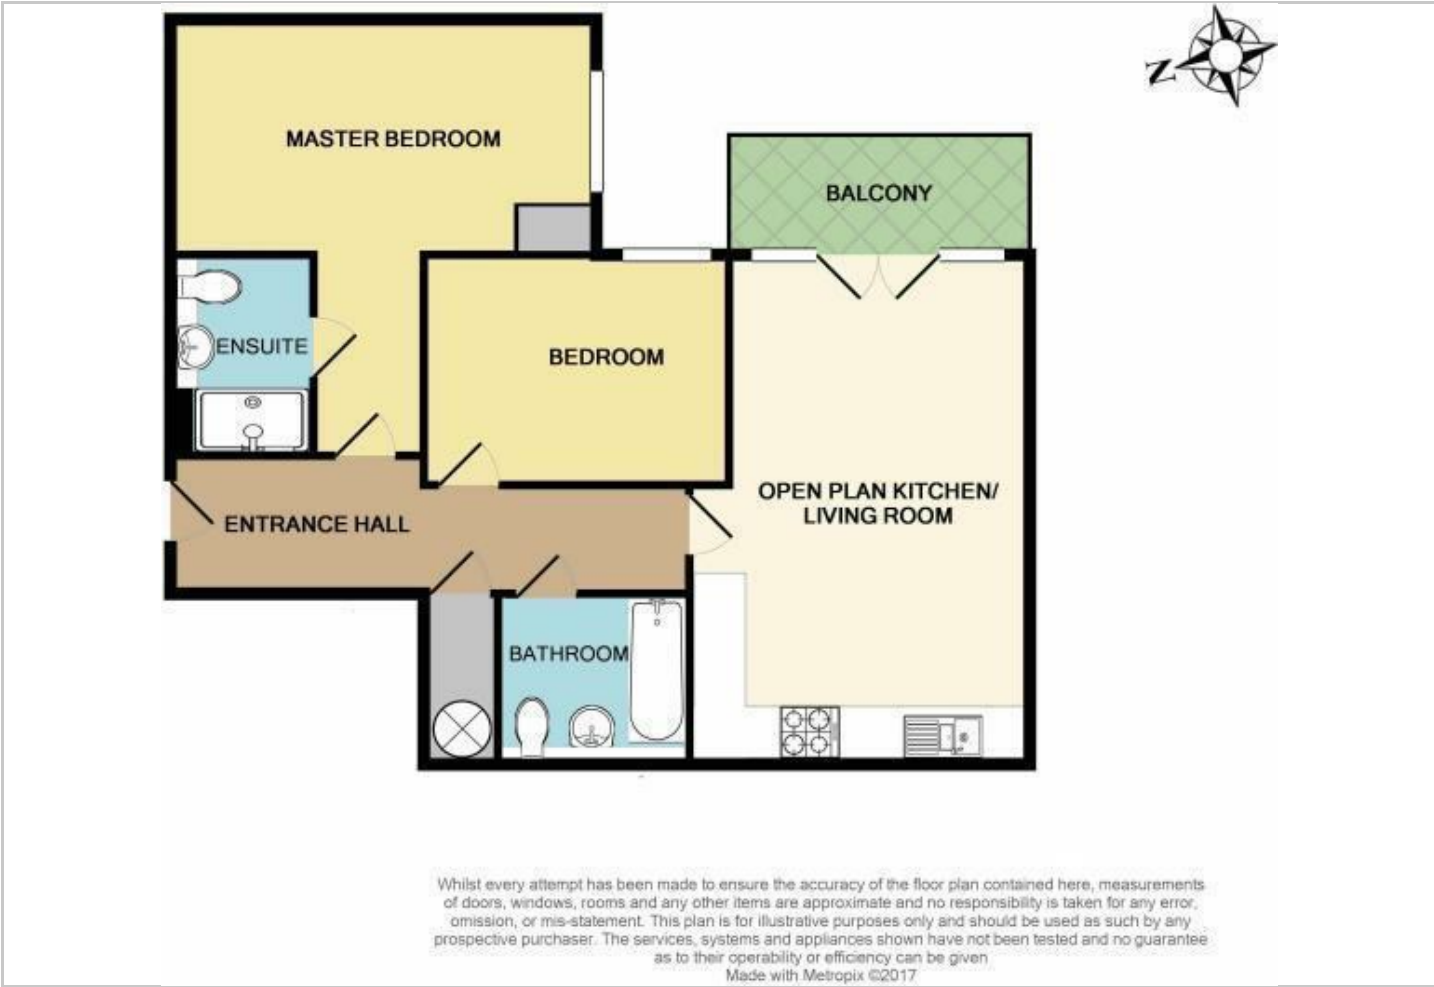 N
MASTER BEDROOM
BALCONY
ENSUITE
BEDROOM
OPEN PLAN KITCHEN/
LIVING ROOM
ENTRANCE HALL
BATHROOM
Whilst every attempt has been made to ensure the accuracy of the floor plan contained here, measurements
of doors, windows, rooms and any other items are approximate and no responsibility is taken for any error,
omission, or mis-statement. This plan is for illustrative purposes only and should be used as such by any
prospective purchaser. The services, systems and appliances shown have not been tested and no guarantee
as to their operability or efficiency can be given
Made with Metropix ©2017